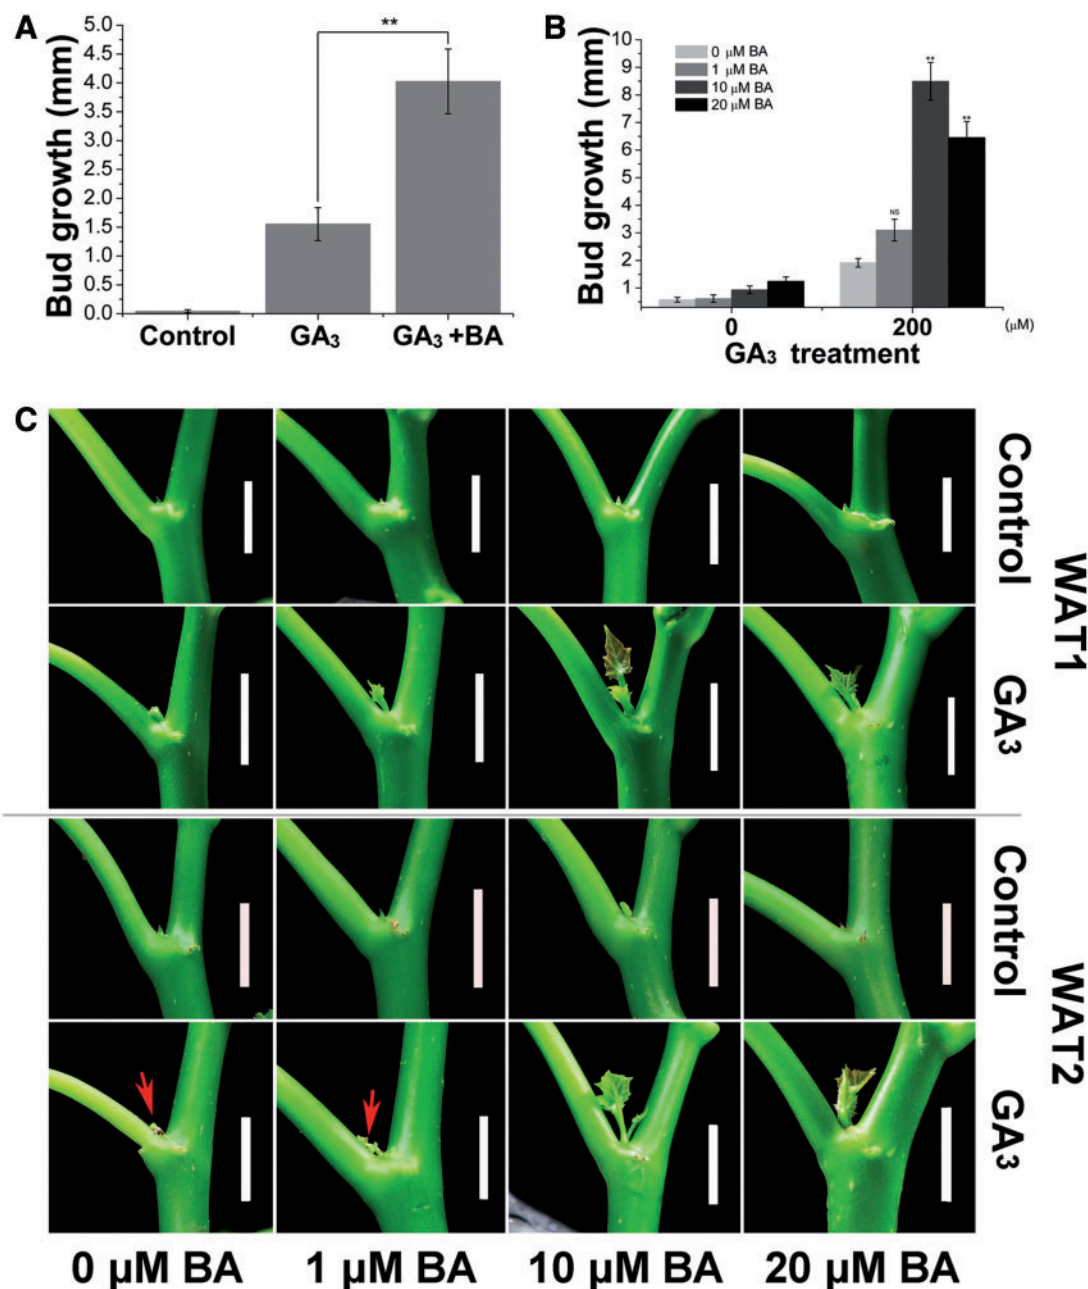 A
Bud growth (mm)
5.0
4.5
4.0
3.5
3.0
2.5
2.0
1.5
1.0
0.5
0.0
**
Control
GA3
GA3 +BA
B
Bud growth (mm)
10
9
8
7
6
5
4
3
2
1
0 μM BA
1 μM BA
10 μM BA
20 μM BA
NS
**
**
0
200
(μM)
GA3 treatment
C
Control
GA3
WAT1
Control
GA3
WAT2
0 μM BA
1 μM BA
10 μM BA
20 μM BA